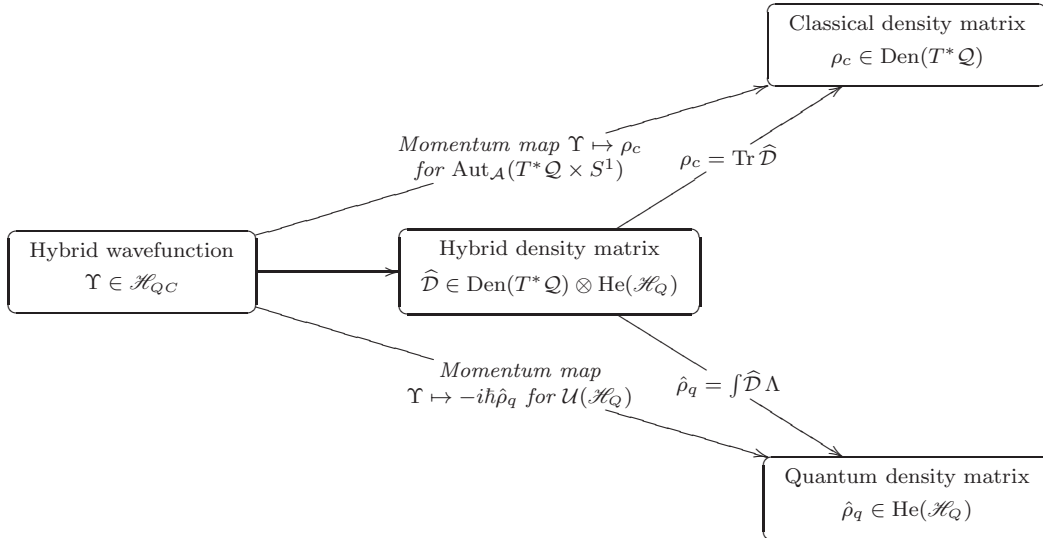 Classical density matrix
ρ_c ∈ Den(T*𝒬)
Momentum map Υ ↦ ρ_c
for Aut_𝒜(T*𝒬 × S¹)
ρ_c = Tr 𝒟̂
Hybrid wavefunction
Υ ∈ ℋ_QC
Hybrid density matrix
𝒟̂ ∈ Den(T*𝒬) ⊗ He(ℋ_Q)
Momentum map
Υ ↦ −iℏρ̂_q for 𝒰(ℋ_Q)
ρ̂_q = ∫𝒟̂ Λ
Quantum density matrix
ρ̂_q ∈ He(ℋ_Q)